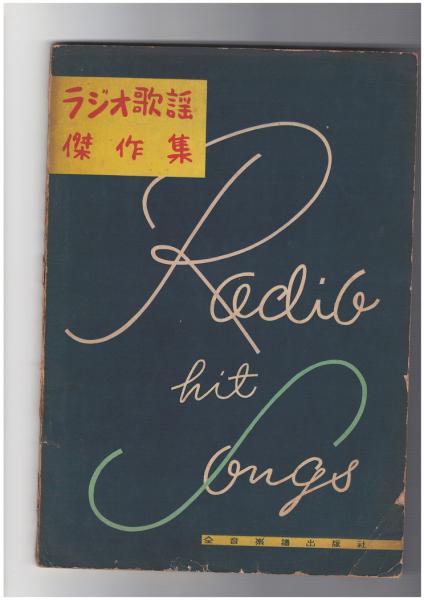 ラジオ歌謡
傑作集
Radio
hit
Songs
全音楽譜出版社